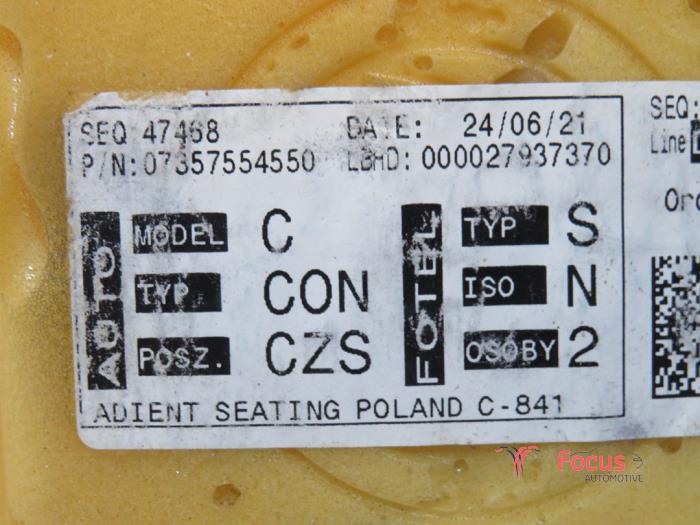 SEQ 47468 DATE: 24/06/21 SEQ.
P/N: 07357554550 LBHD: 000027937370 Line
AUTO MODEL C FOTEL TYP S
TYP CON ISO N
POSZ. CZS OSOBY 2
ADIENT SEATING POLAND C-841
Focus
AUTOMOTIVE